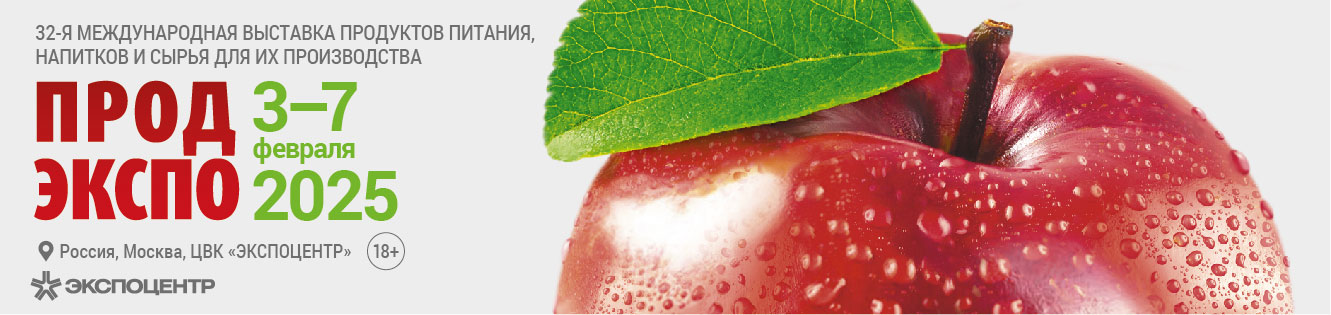 32-Я МЕЖДУНАРОДНАЯ ВЫСТАВКА ПРОДУКТОВ ПИТАНИЯ,
НАПИТКОВ И СЫРЬЯ ДЛЯ ИХ ПРОИЗВОДСТВА
ПРОД
ЭКСПО
3–7
февраля
2025
Россия, Москва, ЦВК «ЭКСПОЦЕНТР» 18+
ЭКСПОЦЕНТР